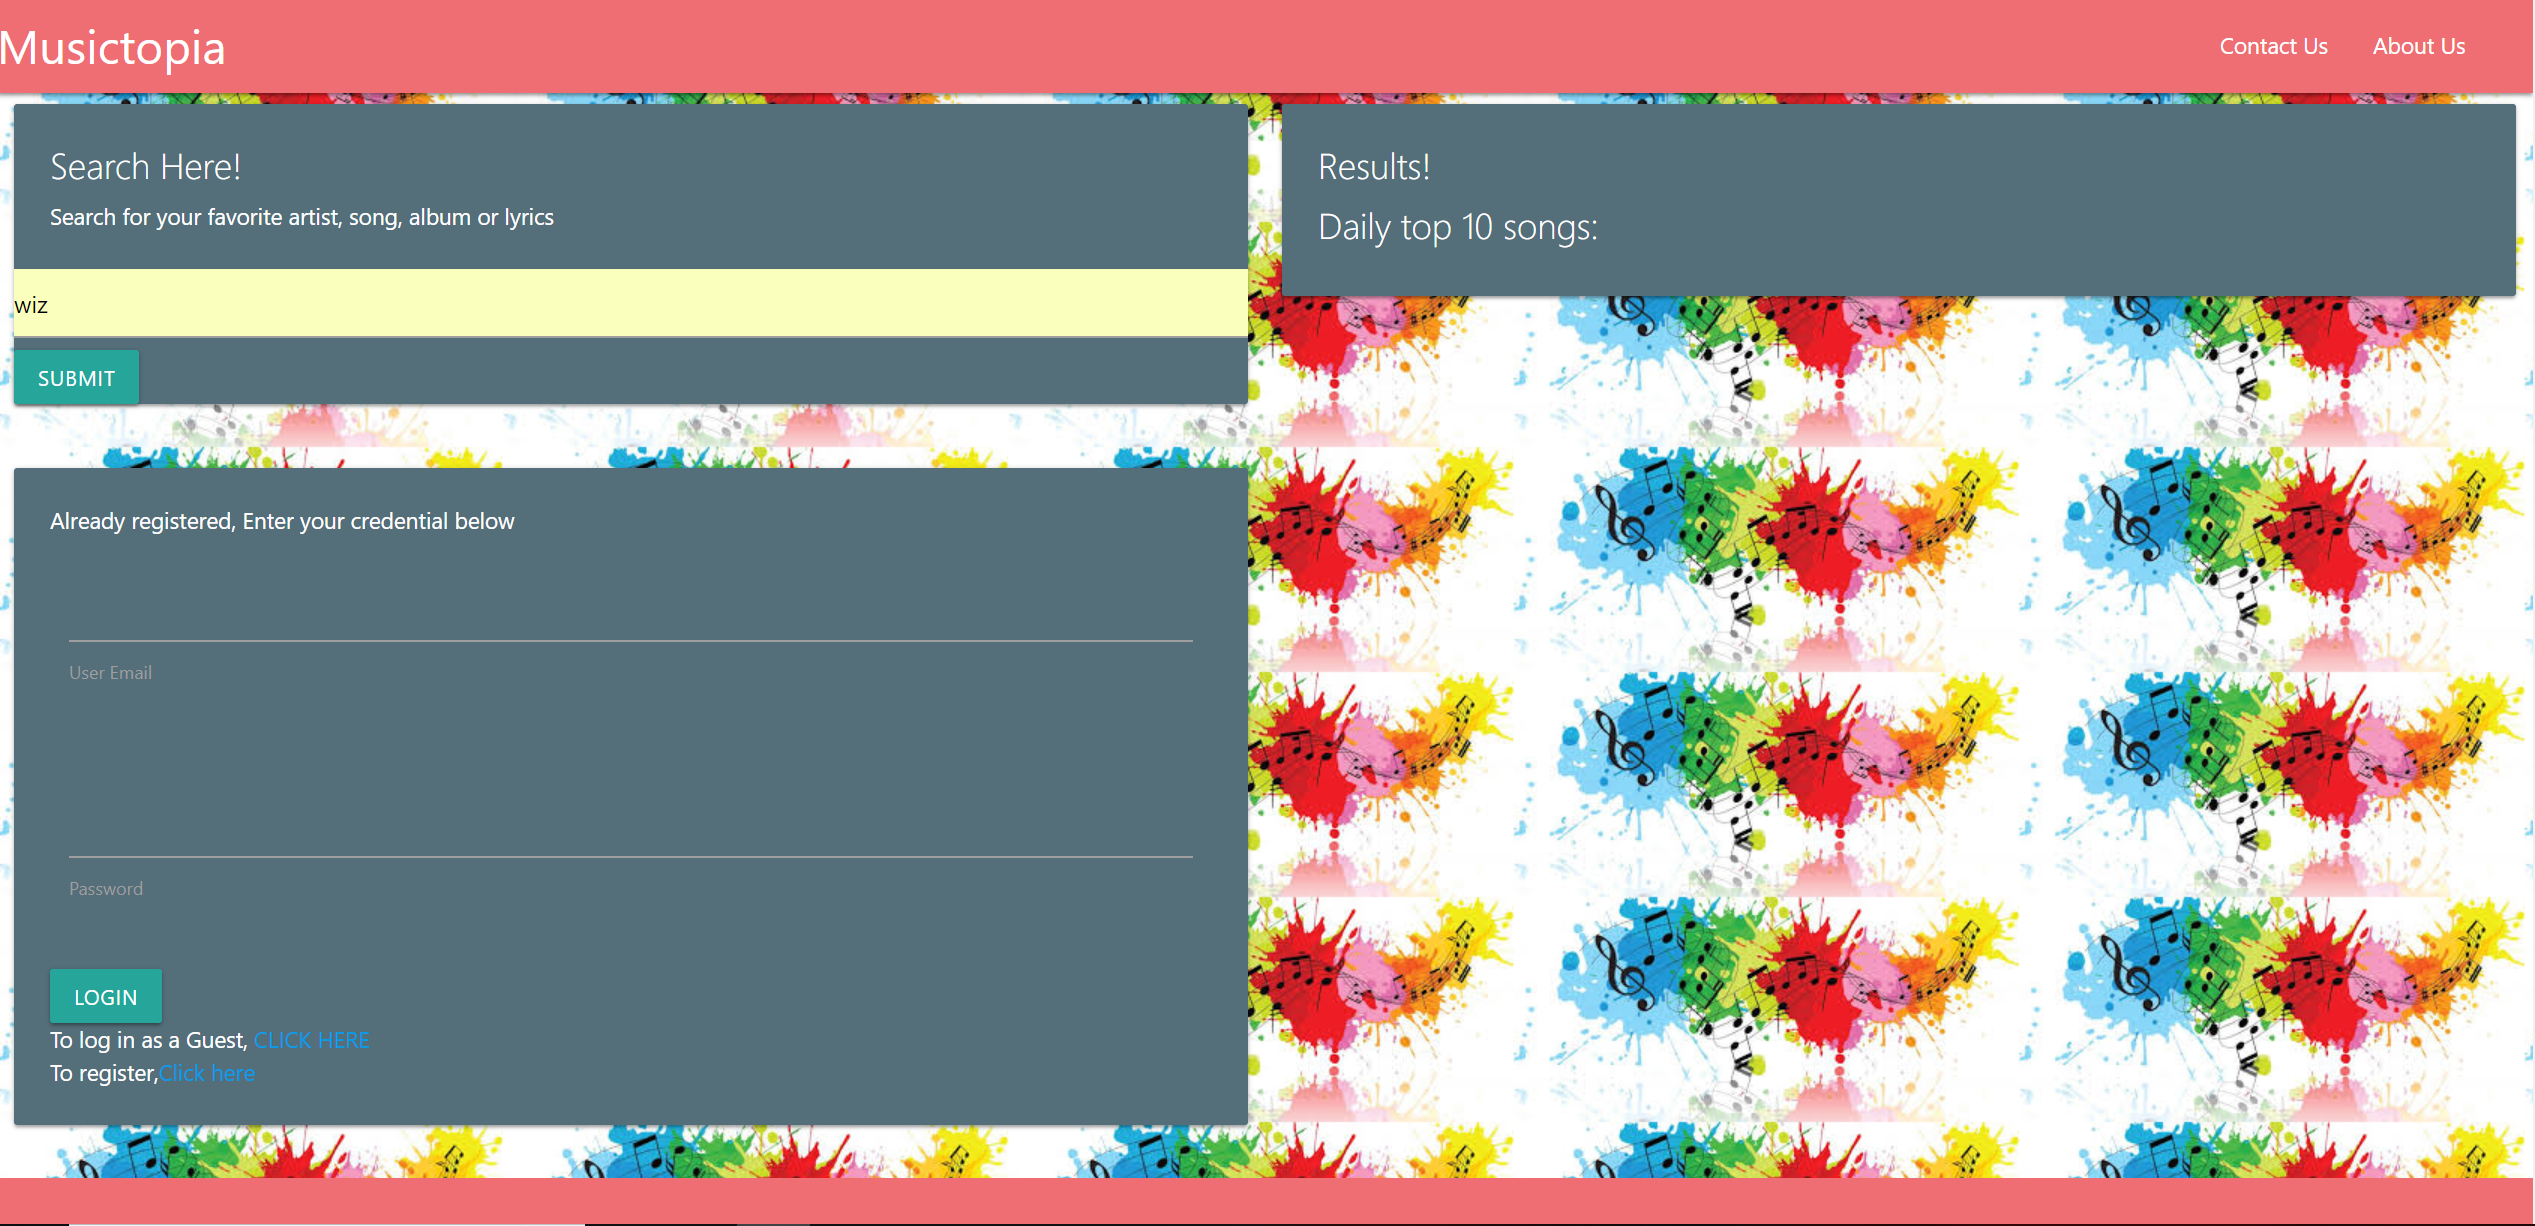 Musictopia
Contact Us
About Us
Search Here!
Search for your favorite artist, song, album or lyrics
wiz
SUBMIT
Results!
Daily top 10 songs:
Already registered, Enter your credential below
User Email
Password
LOGIN
To log in as a Guest, CLICK HERE
To register,Click here